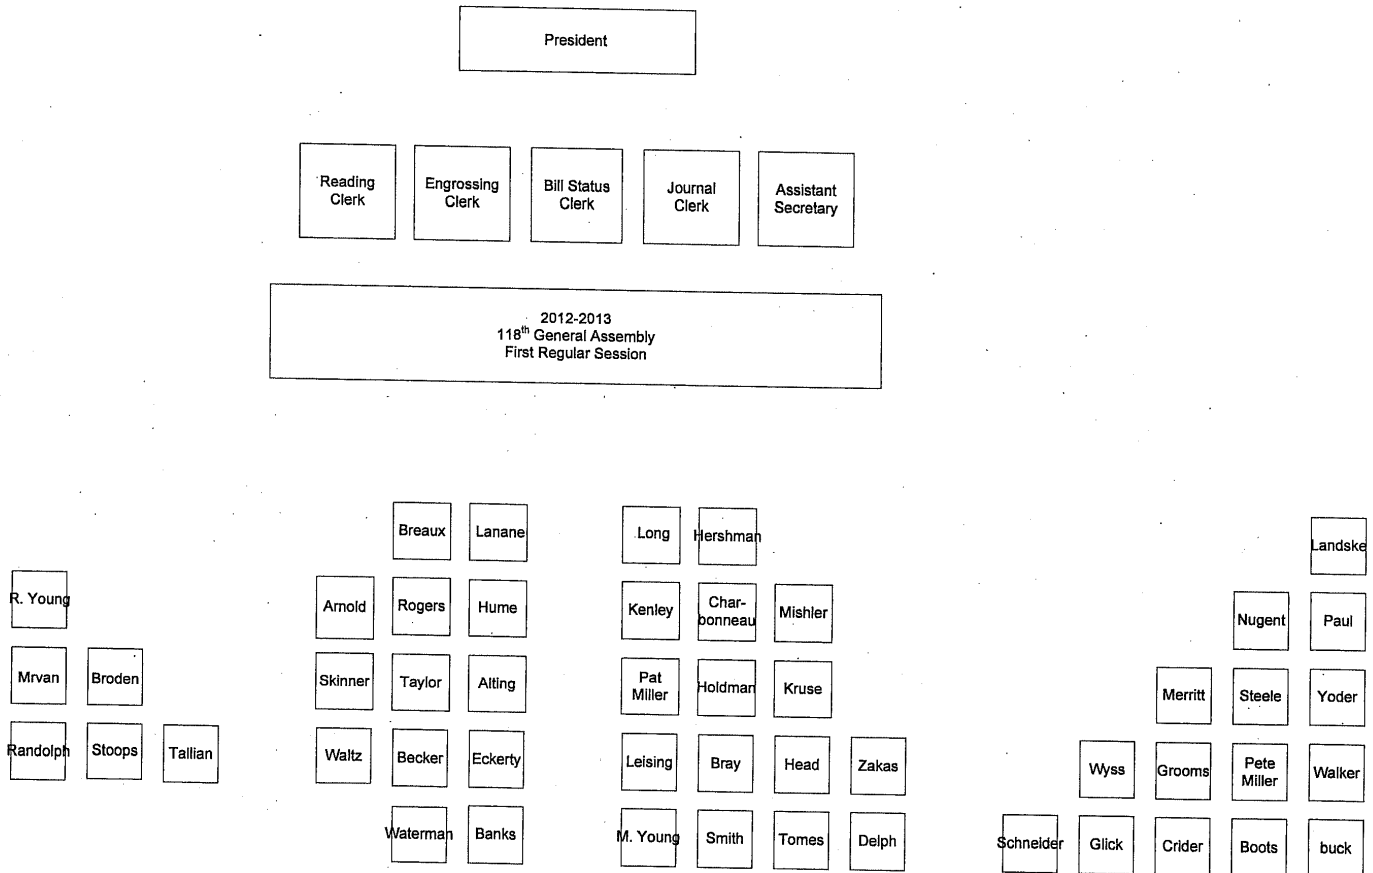 President
Reading
Clerk
Engrossing
Clerk
Bill Status
Clerk
Journal
Clerk
Assistant
Secretary
2012-2013
118th General Assembly
First Regular Session
Breaux
Lanane
Long
Hershman
Landske
R. Young
Arnold
Rogers
Hume
Kenley
Char-
bonneau
Mishler
Nugent
Paul
Mrvan
Broden
Skinner
Taylor
Alting
Pat
Miller
Holdman
Kruse
Merritt
Steele
Yoder
Randolph
Stoops
Tallian
Waltz
Becker
Eckerty
Leising
Bray
Head
Zakas
Wyss
Grooms
Pete
Miller
Walker
Waterman
Banks
M. Young
Smith
Tomes
Delph
Schneider
Glick
Crider
Boots
buck